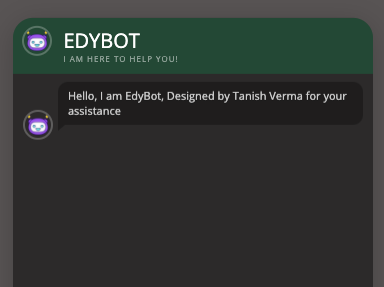 EDYBOT
I AM HERE TO HELP YOU!
Hello, I am EdyBot, Designed by Tanish Verma for your
assistance